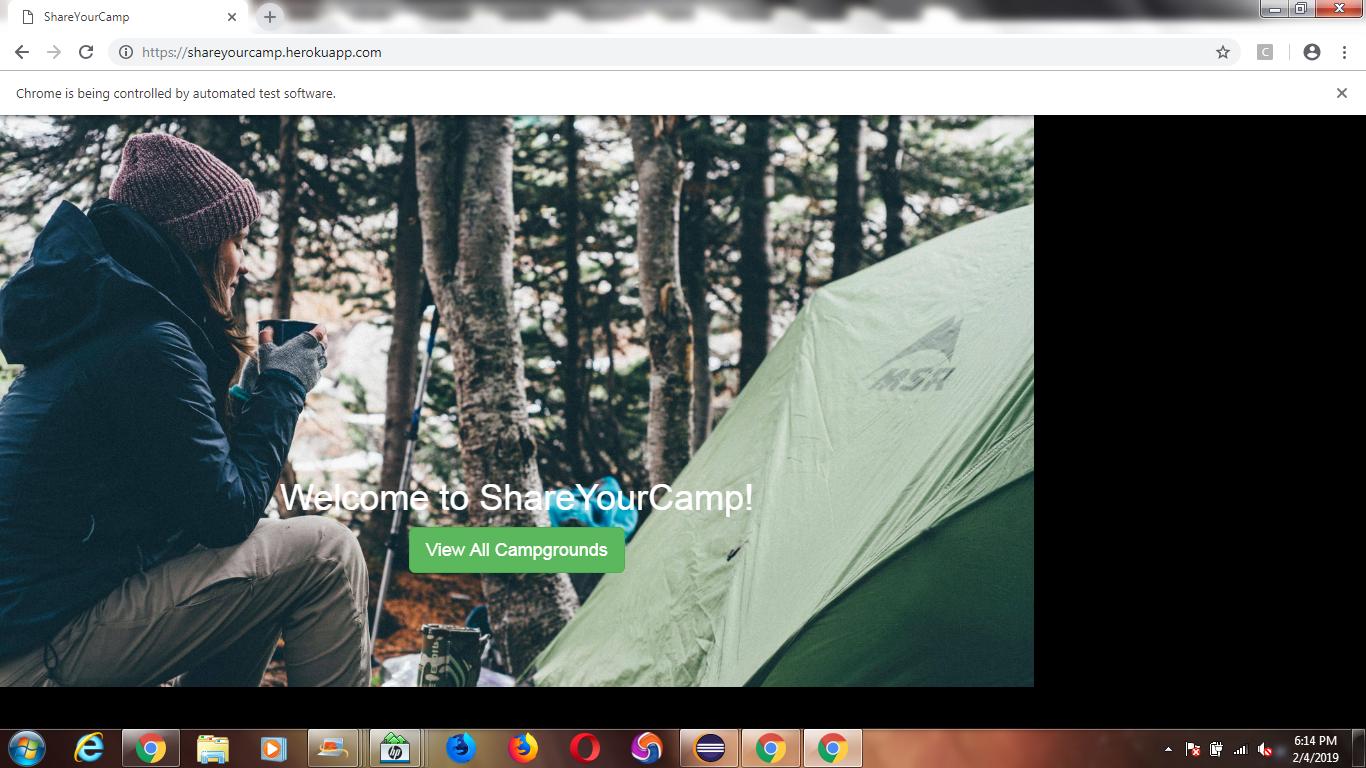 ShareYourCamp
https://shareyourcamp.herokuapp.com
C
Chrome is being controlled by automated test software.
MSR
Welcome to ShareYourCamp!
View All Campgrounds
hp
6:14 PM
2/4/2019